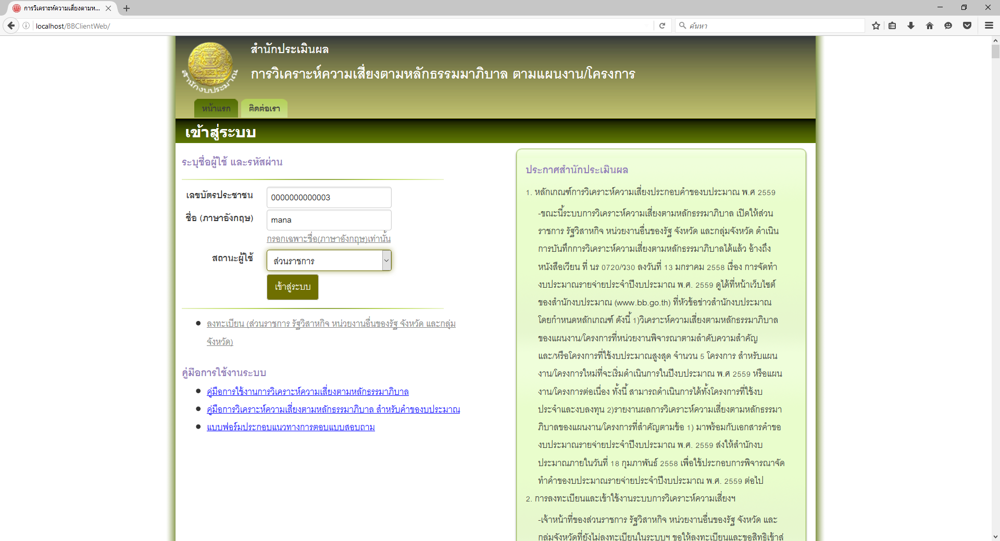 การวิเคราะห์ความเสี่ยงตามห...
localhost/BBClientWeb/
ค้นหา
สำนักงบประมาณ
สำนักประเมินผล
การวิเคราะห์ความเสี่ยงตามหลักธรรมมาภิบาล ตามแผนงาน/โครงการ
หน้าแรก
ติดต่อเรา
เข้าสู่ระบบ
ระบุชื่อผู้ใช้ และรหัสผ่าน
เลขบัตรประชาชน
0000000000003
ชื่อ (ภาษาอังกฤษ)
mana
กรอกเฉพาะชื่อ(ภาษาอังกฤษ)เท่านั้น
สถานะผู้ใช้
ส่วนราชการ
เข้าสู่ระบบ
ลงทะเบียน (ส่วนราชการ รัฐวิสาหกิจ หน่วยงานอื่นของรัฐ จังหวัด และกลุ่ม
จังหวัด)
คู่มือการใช้งานระบบ
คู่มือการใช้งานการวิเคราะห์ความเสี่ยงตามหลักธรรมาภิบาล
คู่มือการวิเคราะห์ความเสี่ยงตามหลักธรรมาภิบาล สำหรับคำของบประมาณ
แบบฟอร์มประกอบแนวทางการตอบแบบสอบถาม
ประกาศสำนักประเมินผล
1. หลักเกณฑ์การวิเคราะห์ความเสี่ยงประกอบคำของบประมาณ พ.ศ 2559
-ขณะนี้ระบบการวิเคราะห์ความเสี่ยงตามหลักธรรมาภิบาล เปิดให้ส่วน
ราชการ รัฐวิสาหกิจ หน่วยงานอื่นของรัฐ จังหวัด และกลุ่มจังหวัด ดำเนิน
การบันทึกการวิเคราะห์ความเสี่ยงตามหลักธรรมาภิบาลได้แล้ว อ้างถึง
หนังสือเวียน ที่ นร 0720/ว30 ลงวันที่ 13 มกราคม 2558 เรื่อง การจัดทำ
งบประมาณรายจ่ายประจำปีงบประมาณ พ.ศ. 2559 ดูได้ที่หน้าเว็บไซต์
ของสำนักงบประมาณ (www.bb.go.th) ที่หัวข้อข่าวสำนักงบประมาณ
โดยกำหนดหลักเกณฑ์ ดังนี้ 1)วิเคราะห์ความเสี่ยงตามหลักธรรมาภิบาล
ของแผนงาน/โครงการที่หน่วยงานพิจารณาตามลำดับความสำคัญ
และ/หรือโครงการที่ใช้งบประมาณสูงสุด จำนวน 5 โครงการ สำหรับแผน
งาน/โครงการใหม่ที่จะเริ่มดำเนินการในปีงบประมาณ พ.ศ 2559 หรือแผน
งาน/โครงการต่อเนื่อง ทั้งนี้ สามารถดำเนินการได้ทั้งโครงการที่ใช้งบ
ประจำและงบลงทุน 2)รายงานผลการวิเคราะห์ความเสี่ยงตามหลักธรรมา
ภิบาลของแผนงาน/โครงการที่สำคัญตามข้อ 1) มาพร้อมกับเอกสารคำขอ
งบประมาณรายจ่ายประจำปีงบประมาณ พ.ศ. 2559 ส่งให้สำนักงบ
ประมาณภายในวันที่ 18 กุมภาพันธ์ 2558 เพื่อใช้ประกอบการพิจารณาจัด
ทำคำของบประมาณรายจ่ายประจำปีงบประมาณ พ.ศ. 2559 ต่อไป
2. การลงทะเบียนและเข้าใช้งานระบบการวิเคราะห์ความเสี่ยงฯ
-เจ้าหน้าที่ของส่วนราชการ รัฐวิสาหกิจ หน่วยงานอื่นของรัฐ จังหวัด และ
กลุ่มจังหวัดที่ยังไม่ลงทะเบียนในระบบฯ ขอให้ลงทะเบียนและขอสิทธิเข้าสู่